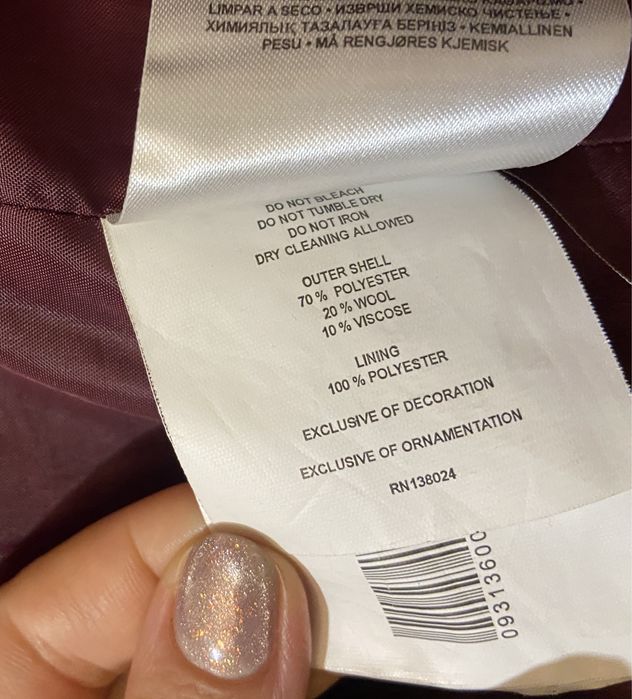 LIMPAR A SECO • ИЗВРШИ ХЕМИСКО ЧИСТЕЊЕ •
ХИМИЯЛЫҚ ТАЗАЛАУҒА БЕРІҢІЗ • KEMIALLINEN
PESU • MÅ RENGJØRES KJEMISK
DO NOT BLEACH
DO NOT TUMBLE DRY
DO NOT IRON
DRY CLEANING ALLOWED
OUTER SHELL
70 % POLYESTER
20 % WOOL
10 % VISCOSE
LINING
100 % POLYESTER
EXCLUSIVE OF DECORATION
EXCLUSIVE OF ORNAMENTATION
RN138024
0931360